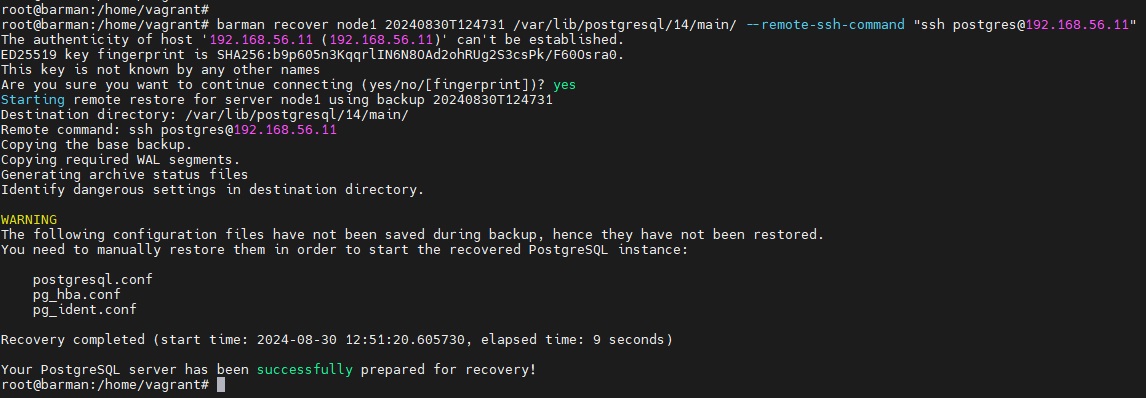 root@barman:/home/vagrant#
root@barman:/home/vagrant# barman recover node1 20240830T124731 /var/lib/postgresql/14/main/ --remote-ssh-command "ssh postgres@192.168.56.11"
The authenticity of host '192.168.56.11 (192.168.56.11)' can't be established.
ED25519 key fingerprint is SHA256:b9p605n3KqqrlIN6N8OAd2ohRUg2S3csPk/F60Osra0.
This key is not known by any other names
Are you sure you want to continue connecting (yes/no/[fingerprint])? yes
Starting remote restore for server node1 using backup 20240830T124731
Destination directory: /var/lib/postgresql/14/main/
Remote command: ssh postgres@192.168.56.11
Copying the base backup.
Copying required WAL segments.
Generating archive status files
Identify dangerous settings in destination directory.
WARNING
The following configuration files have not been saved during backup, hence they have not been restored.
You need to manually restore them in order to start the recovered PostgreSQL instance:
postgresql.conf
pg_hba.conf
pg_ident.conf
Recovery completed (start time: 2024-08-30 12:51:20.605730, elapsed time: 9 seconds)
Your PostgreSQL server has been successfully prepared for recovery!
root@barman:/home/vagrant#